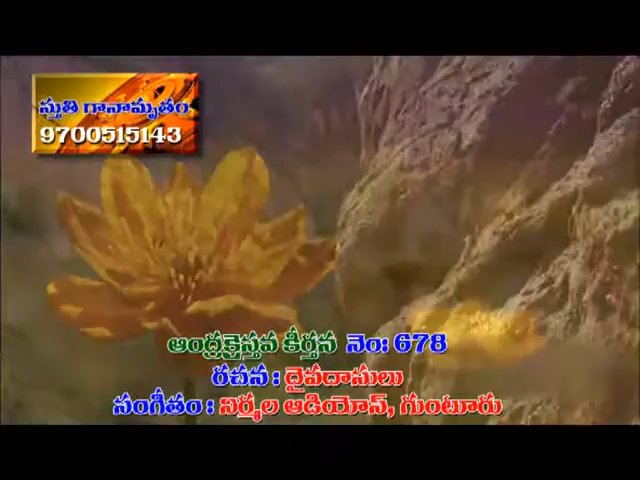 స్తుతి గానామృతం
9700515143
ఆంధ్రక్రైస్తవ కీర్తన నెం: 678
రచన : దైవదాసులు
సంగీతం : నిర్మల ఆడియోస్, గుంటూరు